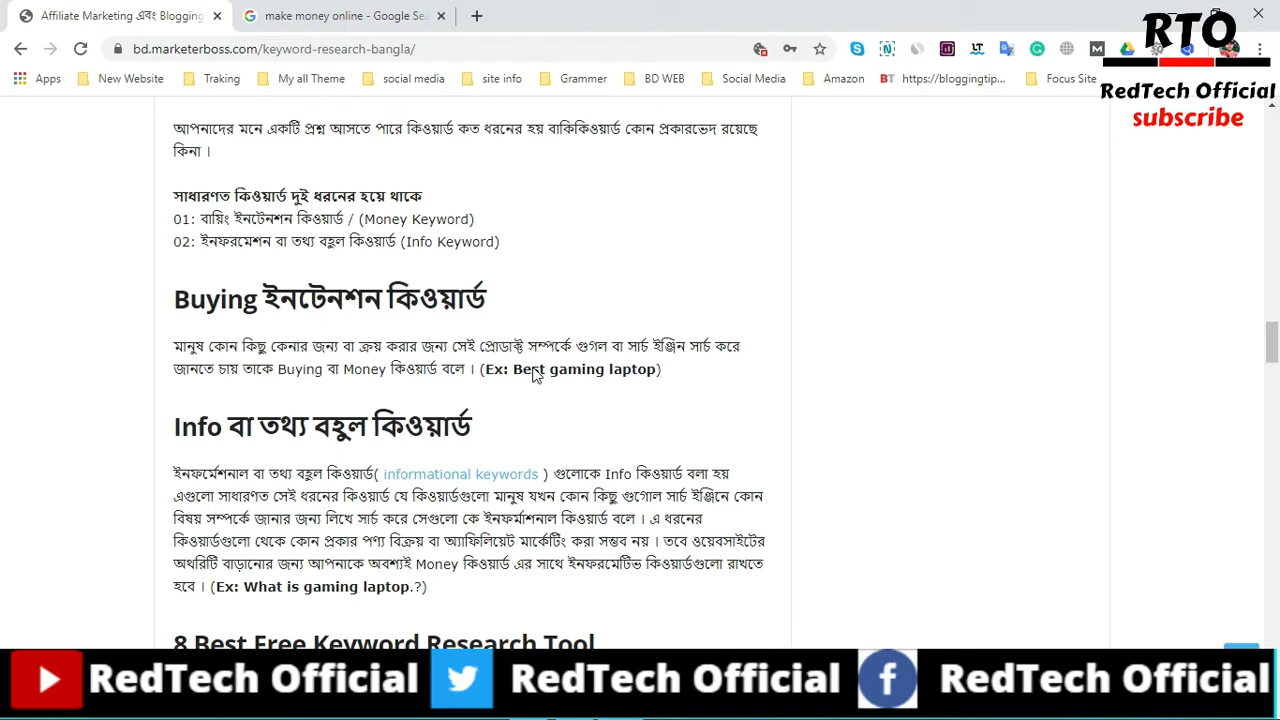 Affiliate Marketing এবং Blogging
make money online - Google Sea
RTO
bd.marketerboss.com/keyword-research-bangla/
Apps New Website Traking My all Theme social media site info Grammer BD WEB Social Media Amazon BT https://bloggingtip... Focus Site
RedTech Official
subscribe
আপনাদের মনে একটি প্রশ্ন আসতে পারে কিওয়ার্ড কত ধরনের হয় বাকিকিওয়ার্ড কোন প্রকারভেদ রয়েছে
কিনা ।
সাধারণত কিওয়ার্ড দুই ধরনের হয়ে থাকে
01: বায়িং ইনটেনশন কিওয়ার্ড / (Money Keyword)
02: ইনফরমেশন বা তথ্য বহুল কিওয়ার্ড (Info Keyword)
Buying ইনটেনশন কিওয়ার্ড
মানুষ কোন কিছু কেনার জন্য বা ক্রয় করার জন্য সেই প্রোডাক্ট সম্পর্কে গুগল বা সার্চ ইঞ্জিন সার্চ করে
জানতে চায় তাকে Buying বা Money কিওয়ার্ড বলে । (Ex: Best gaming laptop)
Info বা তথ্য বহুল কিওয়ার্ড
ইনফর্মেশনাল বা তথ্য বহুল কিওয়ার্ড( informational keywords ) গুলোকে Info কিওয়ার্ড বলা হয়
এগুলো সাধারণত সেই ধরনের কিওয়ার্ড যে কিওয়ার্ডগুলো মানুষ যখন কোন কিছু গুগোল সার্চ ইঞ্জিনে কোন
বিষয় সম্পর্কে জানার জন্য লিখে সার্চ করে সেগুলো কে ইনফর্মাশনাল কিওয়ার্ড বলে । এ ধরনের
কিওয়ার্ডগুলো থেকে কোন প্রকার পণ্য বিক্রয় বা অ্যাফিলিয়েট মার্কেটিং করা সম্ভব নয় । তবে ওয়েবসাইটের
অথরিটি বাড়ানোর জন্য আপনাকে অবশ্যই Money কিওয়ার্ড এর সাথে ইনফরমেটিভ কিওয়ার্ডগুলো রাখতে
হবে । (Ex: What is gaming laptop.?)
8 Best Free Keyword Research Tool
RedTech Official RedTech Official RedTech Official